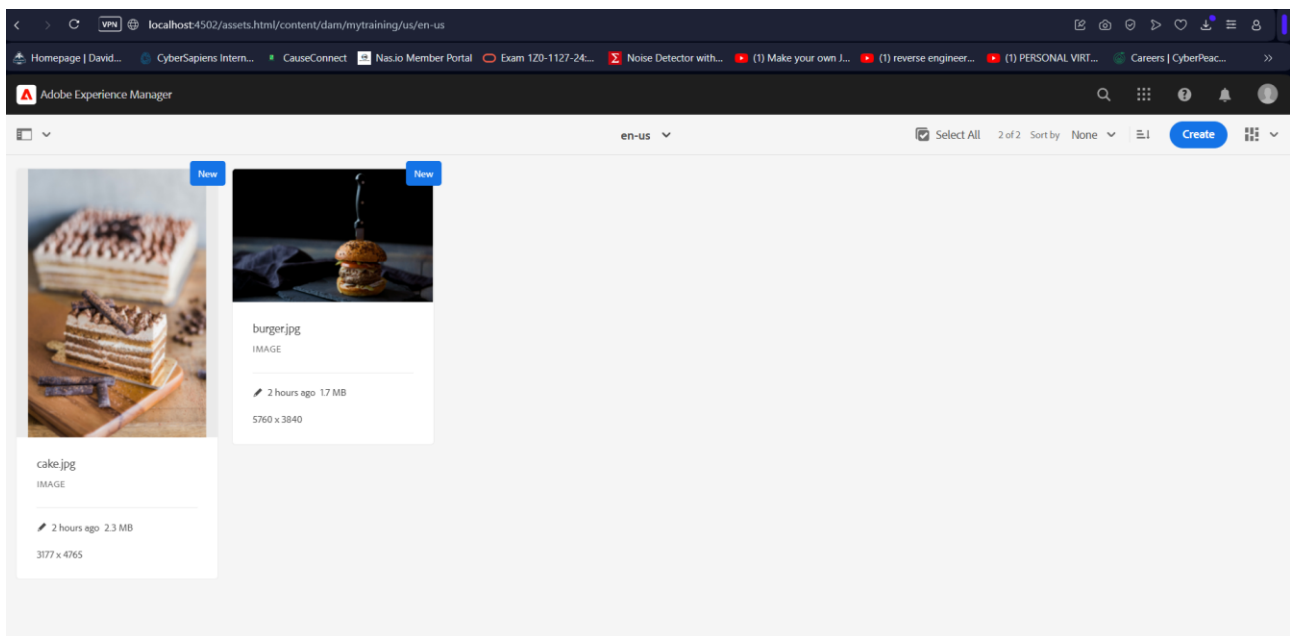 VPN localhost:4502/assets.html/content/dam/mytraining/us/en-us
Homepage | David... CyberSapiens Intern... CauseConnect Nas.io Member Portal Exam 1Z0-1127-24:... Noise Detector with... (1) Make your own J... (1) reverse engineer... (1) PERSONAL VIRT... Careers | CyberPeac...
Adobe Experience Manager
en-us Select All 2 of 2 Sort by None Create
New
New
burger.jpg
IMAGE
2 hours ago 1.7 MB
5760 x 3840
cake.jpg
IMAGE
2 hours ago 2.3 MB
3177 x 4765